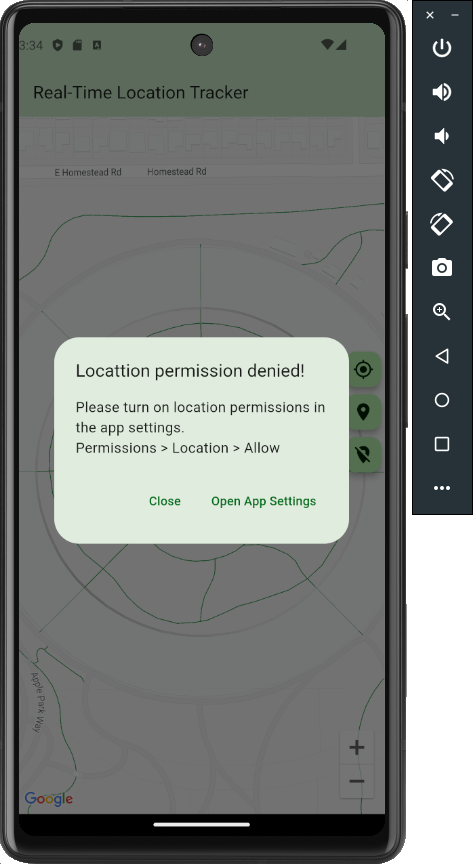 3:34
Real-Time Location Tracker
E Homestead Rd
Homestead Rd
Locattion permission denied!
Please turn on location permissions in
the app settings.
Permissions > Location > Allow
Close
Open App Settings
Apple Park Way
Google